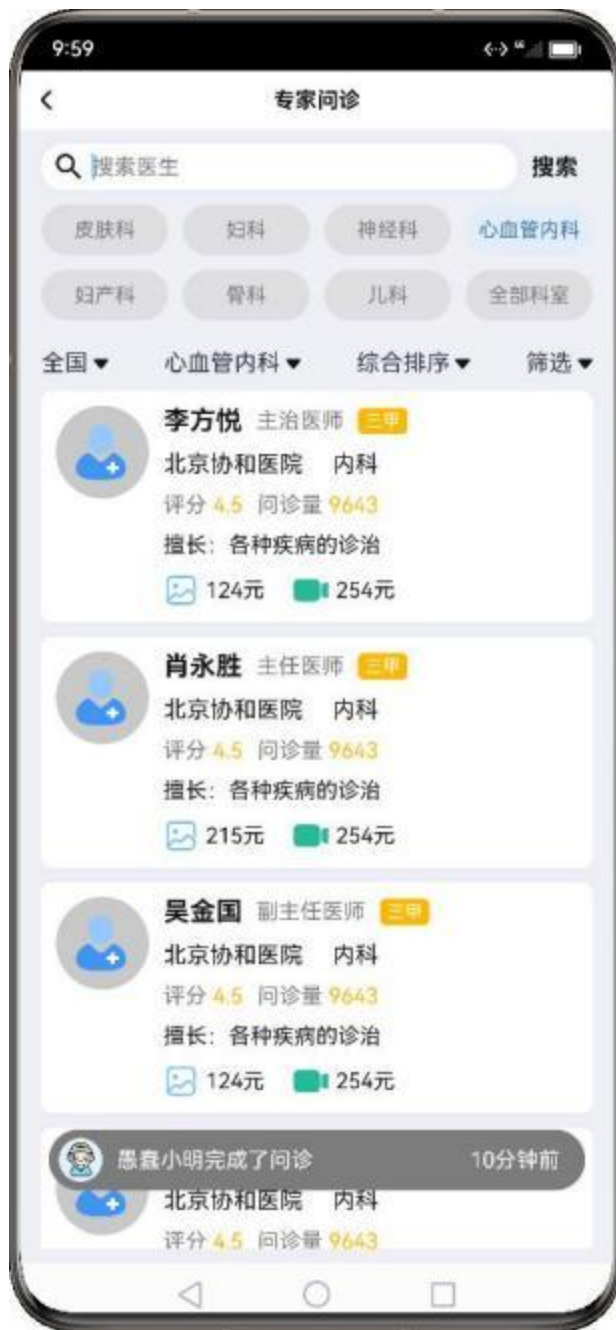 9:59
专家问诊
搜索医生 搜索
皮肤科 妇科 神经科 心血管内科
妇产科 骨科 儿科 全部科室
全国 心血管内科 综合排序 筛选
李方悦 主治医师 三甲
北京协和医院 内科
评分 4.5 问诊量 9643
擅长：各种疾病的诊治
124元 254元
肖永胜 主任医师 三甲
北京协和医院 内科
评分 4.5 问诊量 9643
擅长：各种疾病的诊治
215元 254元
吴金国 副主任医师 三甲
北京协和医院 内科
评分 4.5 问诊量 9643
擅长：各种疾病的诊治
124元 254元
愚蠢小明完成了问诊 10分钟前
北京协和医院 内科
评分 4.5 问诊量 9643